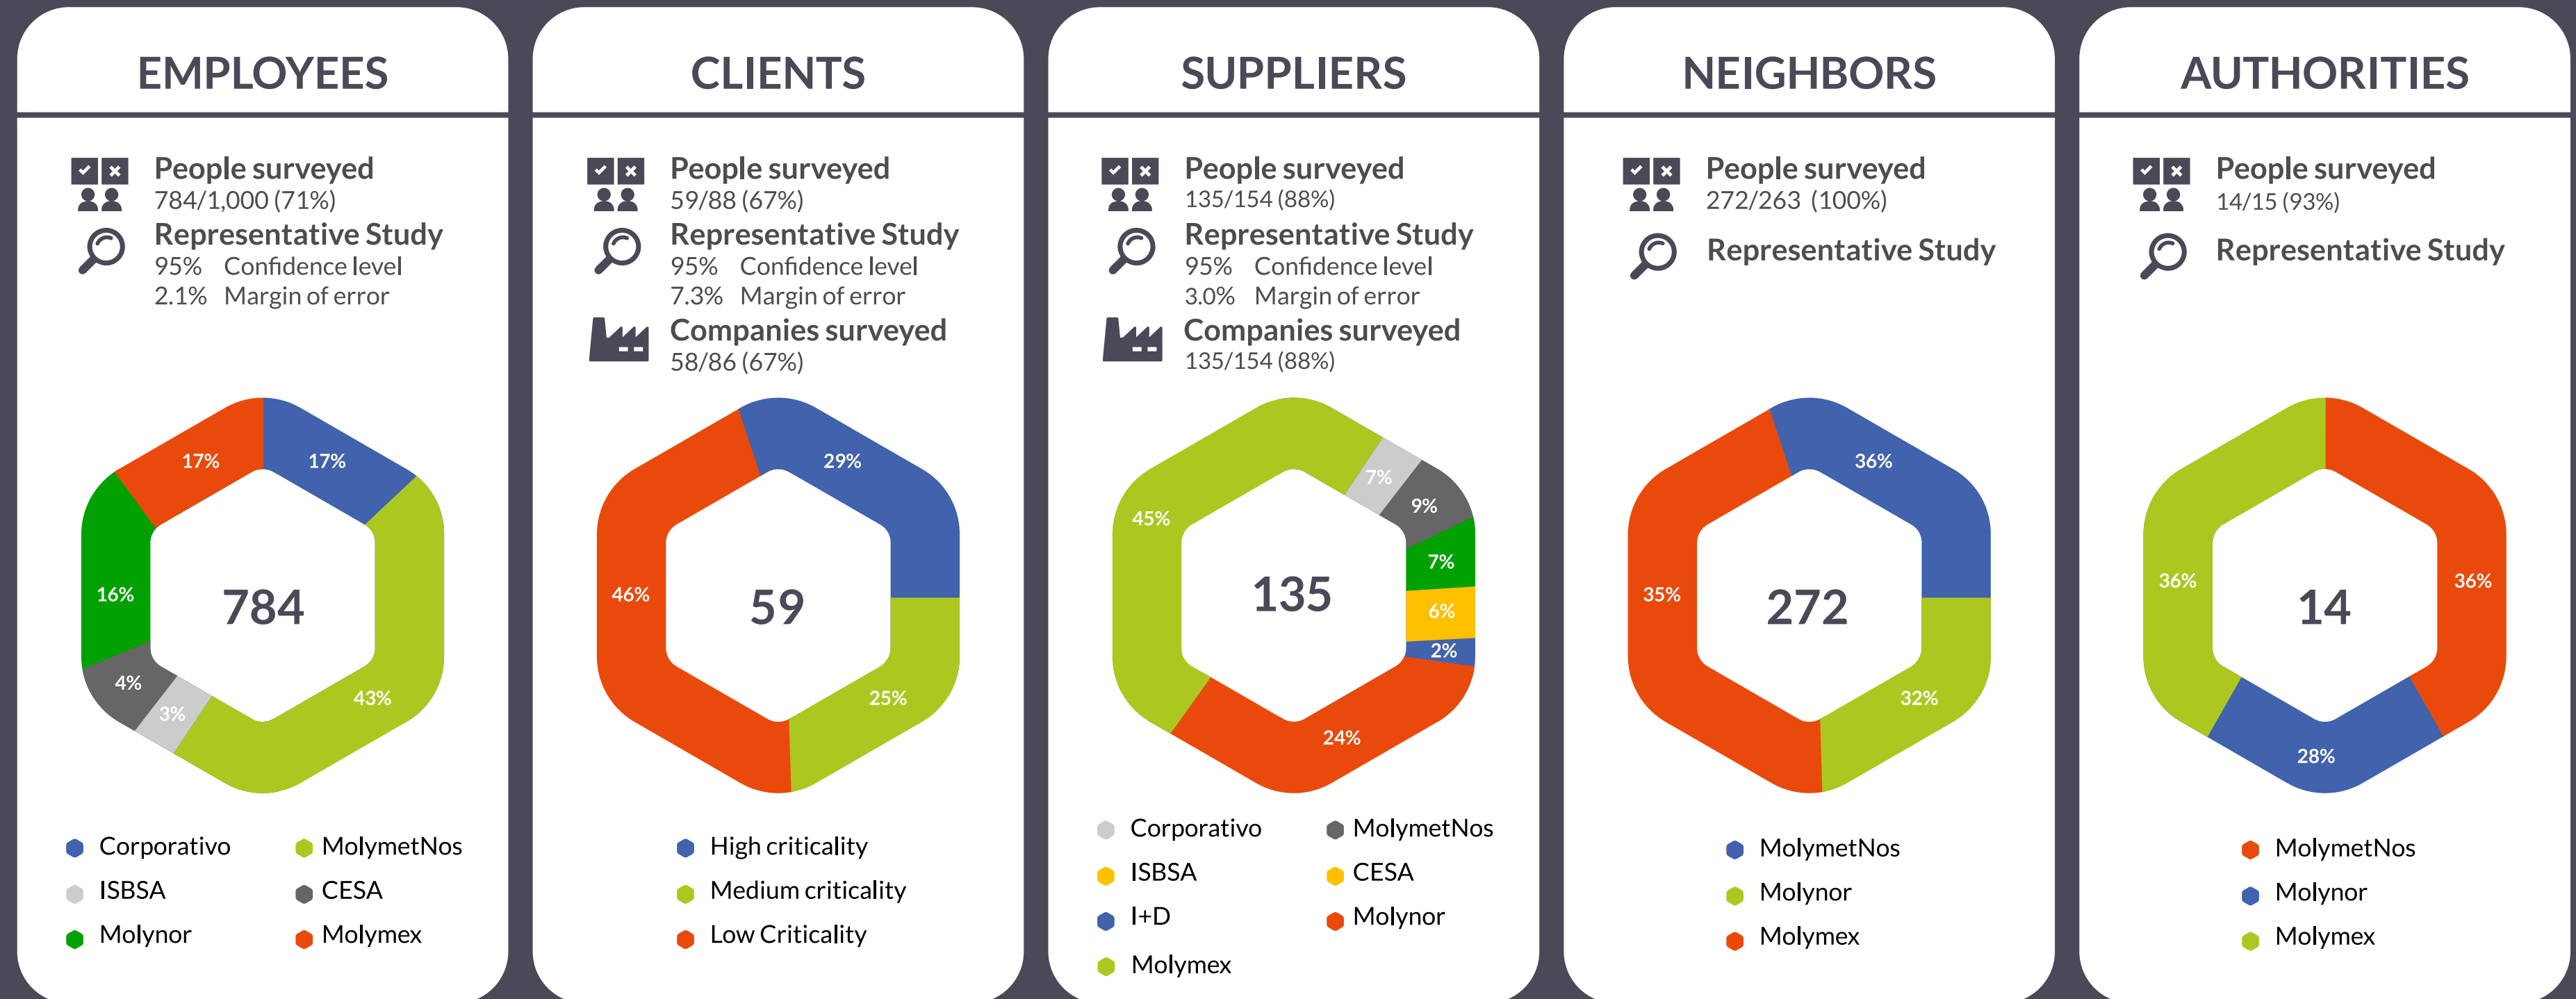 EMPLOYEES
People surveyed
784/1,000 (71%)
Representative Study
95% Confidence level
2.1% Margin of error
17%
17%
16%
784
4%
3%
43%
Corporativo
MolymetNos
ISBSA
CESA
Molynor
Molymex
CLIENTS
People surveyed
59/88 (67%)
Representative Study
95% Confidence level
7.3% Margin of error
Companies surveyed
58/86 (67%)
29%
46%
59
25%
High criticality
Medium criticality
Low Criticality
SUPPLIERS
People surveyed
135/154 (88%)
Representative Study
95% Confidence level
3.0% Margin of error
Companies surveyed
135/154 (88%)
7%
9%
45%
7%
135
6%
2%
24%
Corporativo
MolymetNos
ISBSA
CESA
I+D
Molynor
Molymex
NEIGHBORS
People surveyed
272/263 (100%)
Representative Study
36%
35%
272
32%
MolymetNos
Molynor
Molymex
AUTHORITIES
People surveyed
14/15 (93%)
Representative Study
36%
36%
14
28%
MolymetNos
Molynor
Molymex